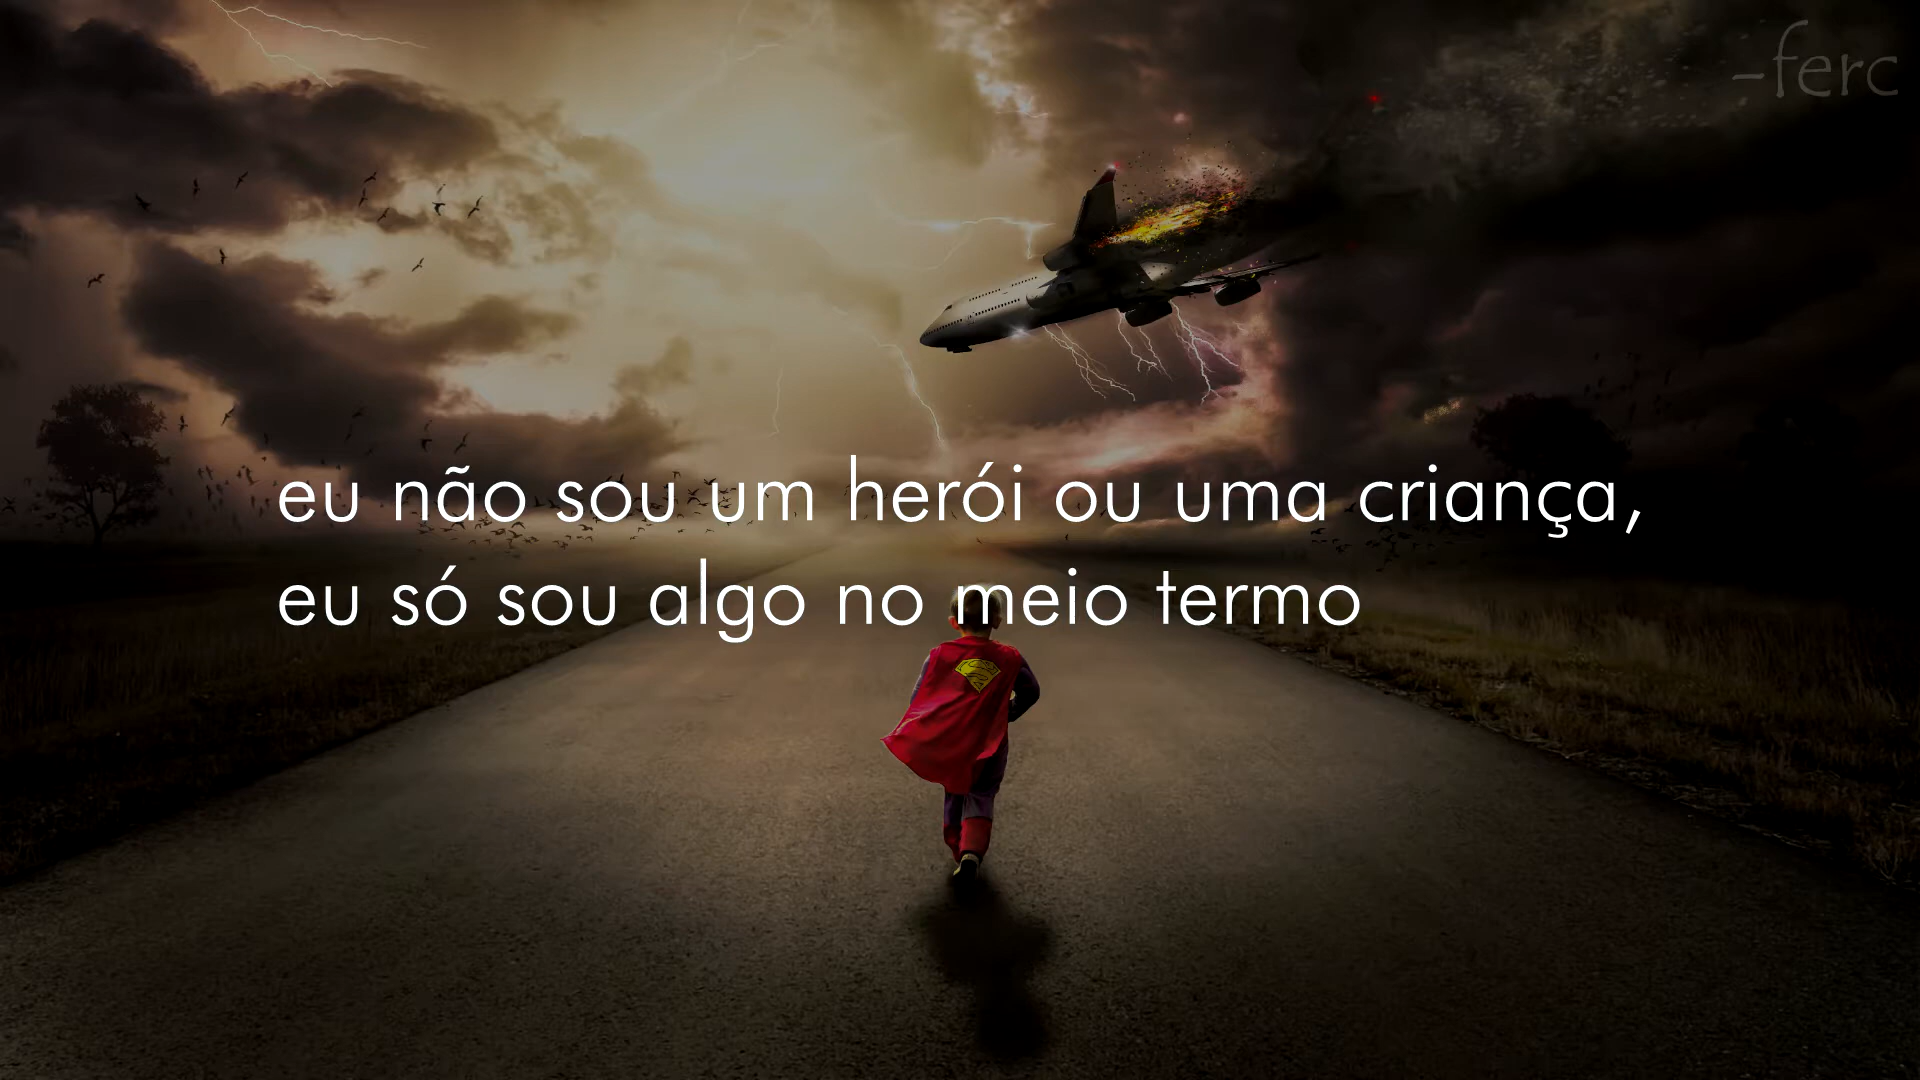 -ferc
eu não sou um herói ou uma criança,
eu só sou algo no meio termo